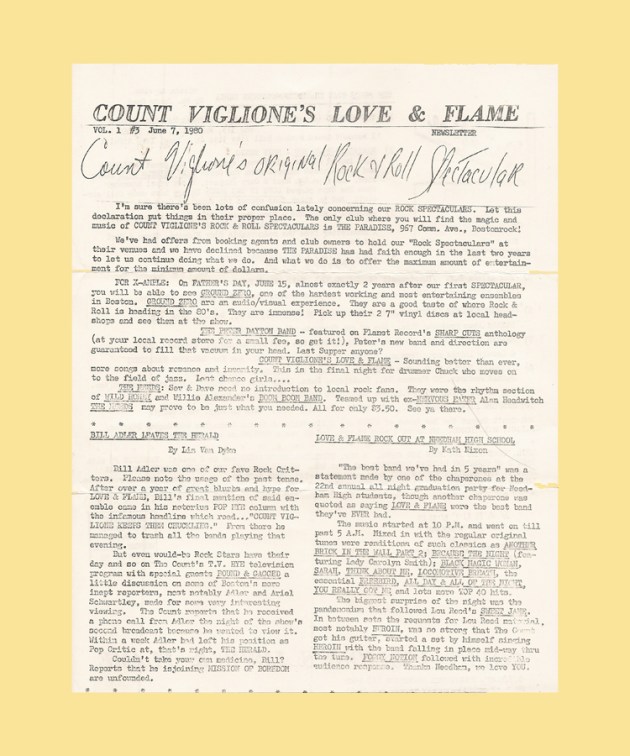 COUNT VIGLIONE'S LOVE & FLAME
VOL. 1 #3 June 7, 1980 NEWSLETTER
Count Viglione's ORIGINAL Rock & Roll Spectacular
I'm sure there's been lots of confusion lately concerning our ROCK SPECTACULARS. Let this
declaration put things in their proper place. The only club where you will find the magic and
music of COUNT VIGLIONE'S ROCK & ROLL SPECTACULARS is THE PARADISE, 967 Comm. Ave., Bostonrock!
We've had offers from booking agents and club owners to hold our "Rock Spectaculars" at
their venues and we have declined because THE PARADISE has had faith enough in the last two years
to let us continue doing what we do. And what we do is to offer the maximum amount of entertain-
ment for the minimum amount of dollars.
FOR X-AMPLE: On FATHER'S DAY, JUNE 15, almost exactly 2 years after our first SPECTACULAR,
you will be able to see GROUND ZERO, one of the hardest working and most entertaining ensembles
in Boston. GROUND ZERO are an audio/visual experience. They are a good taste of where Rock &
Roll is heading in the 80's. They are immense! Pick up their 2 7" vinyl discs at local head-
shops and see them at the show.
THE PETER DAYTON BAND - featured on Flamet Record's SHARP CUTS anthology
(at your local record store for a small fee, so get it!), Peter's new band and direction are
guaranteed to fill that vacuum in your head. Last Supper anyone?
COUNT VIGLIONE'S LOVE & FLAME - Sounding better than ever,
more songs about romance and insanity. This is the final night for drummer Chuck who moves on
to the field of jazz. Last chance girls....
THE : Sev & Dave need no introduction to local rock fans. They were the rhythm section
of WILD and Willie Alexander's BOOM BOOM BAND. Teamed up with ex-NERVOUS EATER Alan Hendwitch
THE may prove to be just what you needed. All for only $3.50. See ya there.
* * * * * * * * * * * * * * * * * * *
BILL ADLER LEAVES THE HERALD
By Lia Van Dyke
Bill Adler was one of our fave Rock Crit-
ters. Please note the usage of the past tense.
After over a year of great blurbs and hype for
LOVE & FLAME, Bill's final mention of said en-
semble came in his notorius POP EYE column with
the infamous headline which read..."COUNT VIG-
LIONE KEEPS THEM CHUCKLING." From there he
managed to trash all the bands playing that
evening.
But even would-be Rock Stars have their
day and so on The Count's T.V. EYE television
program with special guests BOUND & GAGGED a
little discussion on some of Boston's more
inept reporters, most notably Adler and Ariel
Schwartley, made for some very interesting
viewing. The Count reports that he received
a phone call from Adler the night of the show's
second broadcast because he wanted to view it.
Within a week Adler had left his position as
Pop Critic at, that's right, THE HERALD.
Couldn't take your own medicine, Bill?
Reports that he is joining MISSION OF BOREDOM
are unfounded.
LOVE & FLAME ROCK OUT AT NEEDHAM HIGH SCHOOL
By Kath Nixon
"The best band we've had in 5 years" was a
statement made by one of the chaperones at the
22nd annual all night graduation party for Need-
ham High students, though another chaperone was
quoted as saying LOVE & FLAME were the best band
they've EVER had.
The music started at 10 P.M. and went on till
past 5 A.M. Mixed in with the regular original
tunes were renditions of such classics as ANOTHER
BRICK IN THE WALL PART 2; BECAUSE THE NIGHT (fea-
turing Lady Carolyn Smith,) BLACK MAGIC WOMAN,
SARAH, THINK ABOUT ME, LOCOMOTIVE BREATH, the
essential ALL DAY & ALL OF THE NIGHT,
YOU REALLY GOT ME and lots more TOP 40 hits.
The biggest surprise of the night was the
pandemonium that followed Lou Reed's SWEET JANE.
In between sets the requests for Lou Reed material,
most notably HEROIN, was so strong that The Count
got his guitar, started a set by himself singing
HEROIN with the band falling in place mid-way thru
the tune. POGGY NOTION followed with incredible
audience response. Thanks Needham, we love YOU.